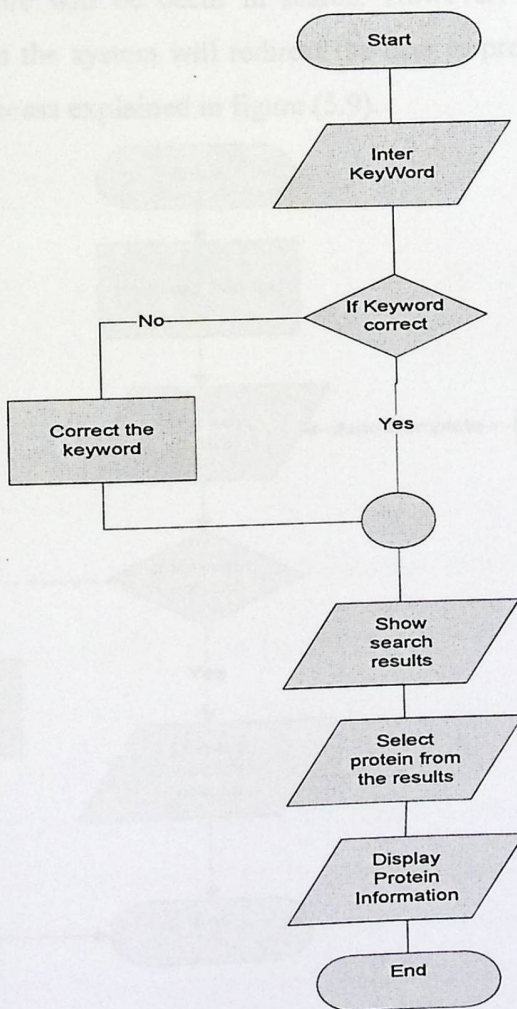 Start
Inter
KeyWord
If Keyword
correct
No
Correct the
keyword
Yes
Show
search
results
Select
protein from
the results
Display
Protein
Information
End